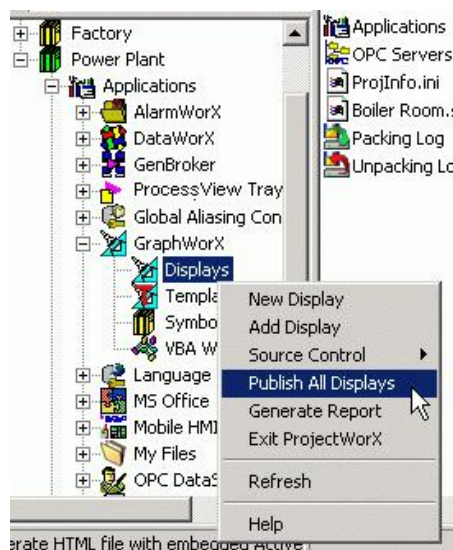 Factory
Power Plant
Applications
AlarmWorX
DataWorX
GenBroker
ProcessView Tray
Global Aliasing Con
GraphWorX
Displays
Templa
Symbo
VBA W
Language
MS Office
Mobile HMI
My Files
OPC DataS
Applications
OPC Servers
ProjInfo.ini
Boiler Room.s
Packing Log
Unpacking Lo
New Display
Add Display
Source Control
Publish All Displays
Generate Report
Exit ProjectWorX
Refresh
Help
erate HTML file with embedded Active